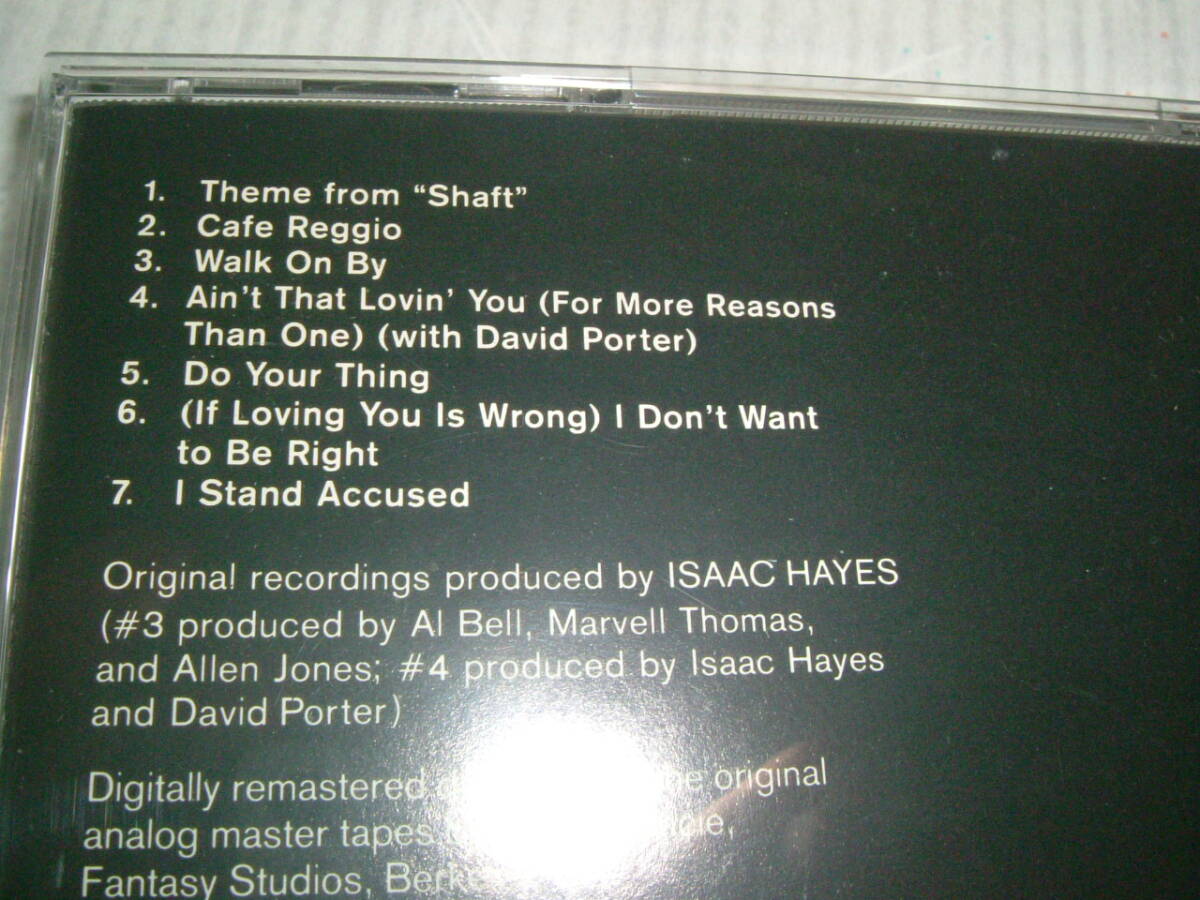 1. Theme from “Shaft”
2. Cafe Reggio
3. Walk On By
4. Ain't That Lovin' You (For More Reasons
Than One) (with David Porter)
5. Do Your Thing
6. (If Loving You Is Wrong) I Don't Want
to Be Right
7. I Stand Accused
Original recordings produced by ISAAC HAYES
(#3 produced by Al Bell, Marvell Thomas,
and Allen Jones; #4 produced by Isaac Hayes
and David Porter)
Digitally remastered original
analog master tapes
Fantasy Studios,